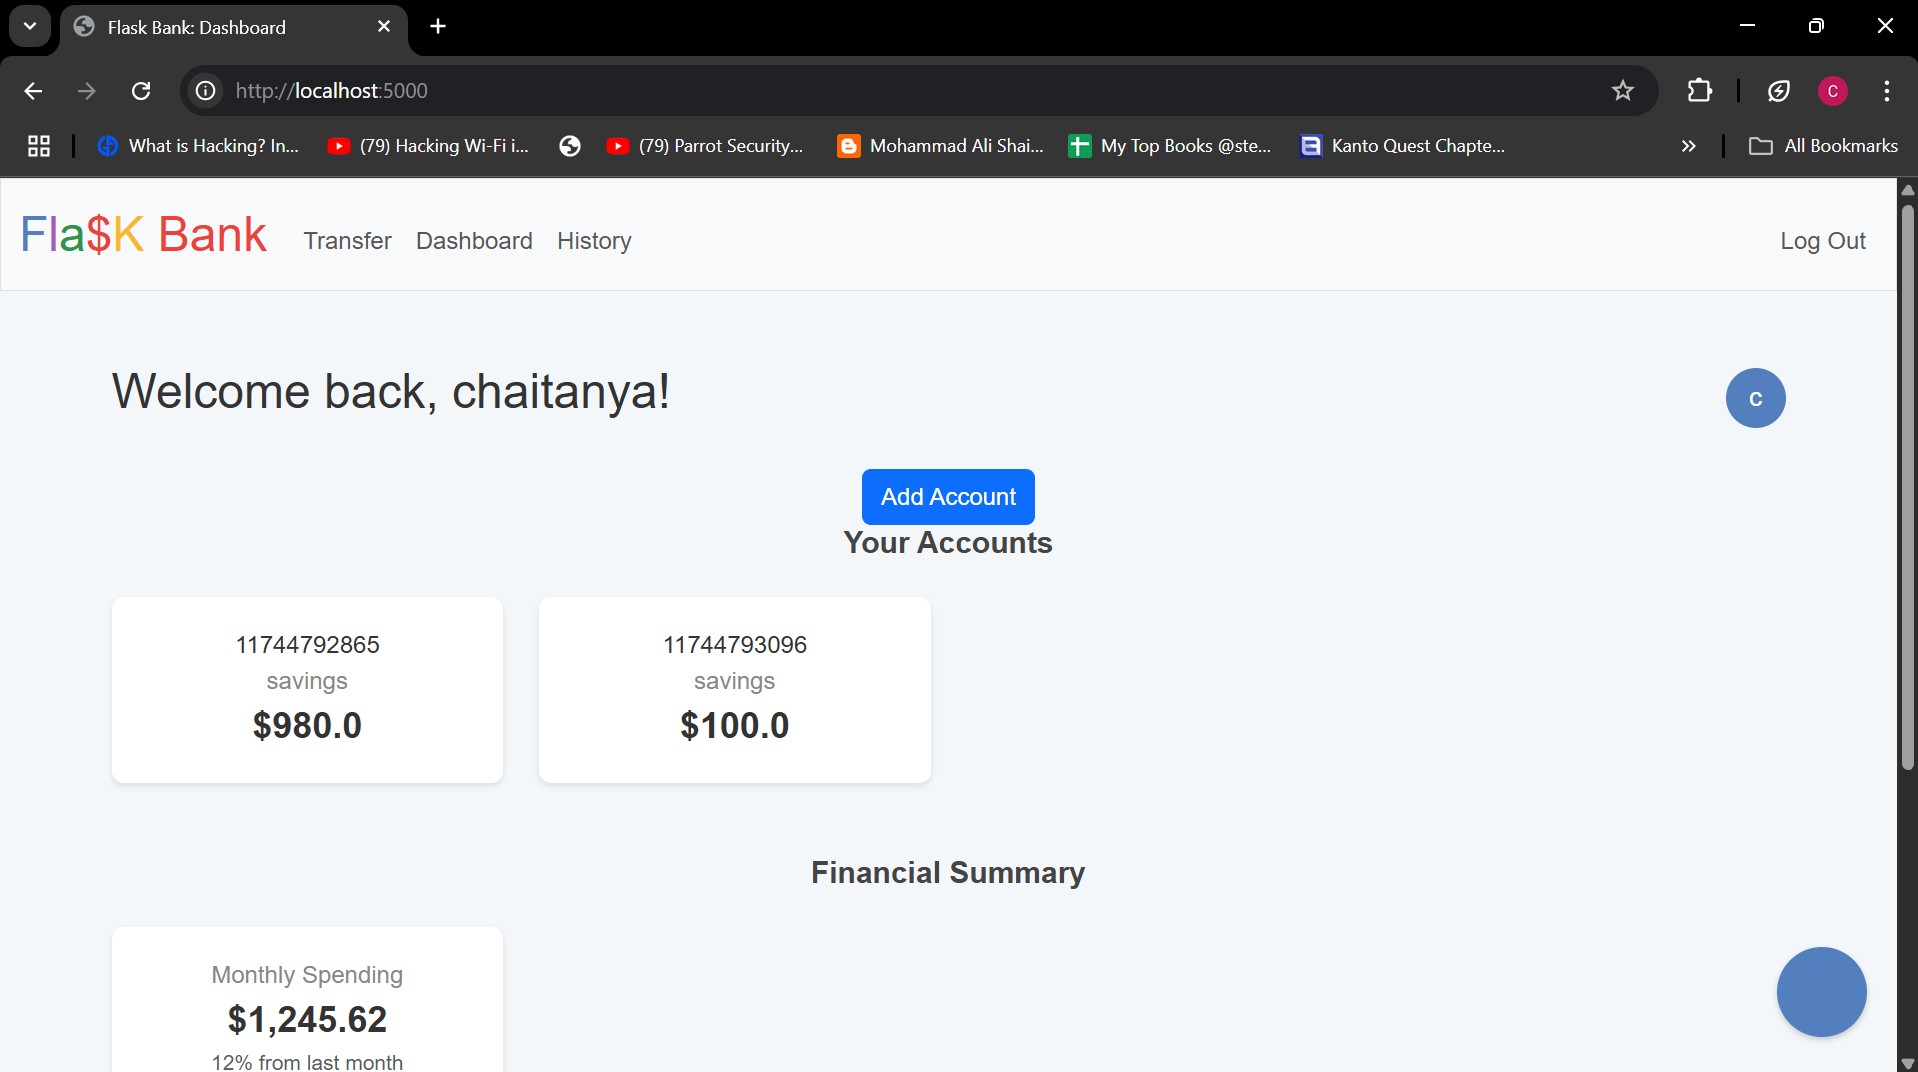 Flask Bank: Dashboard
http://localhost:5000
C
What is Hacking? In...
(79) Hacking Wi-Fi i...
(79) Parrot Security...
Mohammad Ali Shai...
My Top Books @ste...
Kanto Quest Chapte...
All Bookmarks
Fla$K Bank
Transfer
Dashboard
History
Log Out
Welcome back, chaitanya!
C
Add Account
Your Accounts
11744792865
savings
$980.0
11744793096
savings
$100.0
Financial Summary
Monthly Spending
$1,245.62
12% from last month